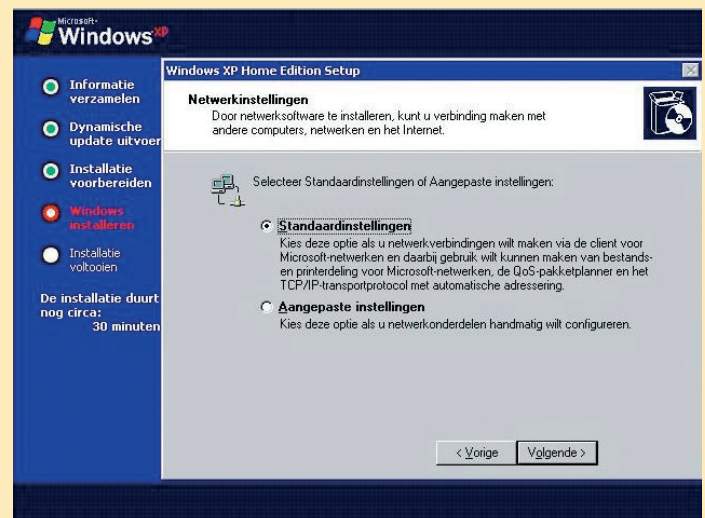 Microsoft®
Windows XP
Informatie
verzamelen
Dynamische
update uitvoer
Installatie
voorbereiden
Windows
installeren
Installatie
voltooien
De installatie duurt
nog circa:
30 minuten
Windows XP Home Edition Setup
Netwerkinstellingen
Door netwerksoftware te installeren, kunt u verbinding maken met
andere computers, netwerken en het Internet.
Selecteer Standaardinstellingen of Aangepaste instellingen:
Standaardinstellingen
Kies deze optie als u netwerkverbindingen wilt maken via de client voor
Microsoft-netwerken en daarbij gebruik wilt kunnen maken van bestands-
en printerdeling voor Microsoft-netwerken, de QoS-pakketplanner en het
TCP/IP-transportprotocol met automatische adressering.
Aangepaste instellingen
Kies deze optie als u netwerkonderdelen handmatig wilt configureren.
< Vorige
Volgende >